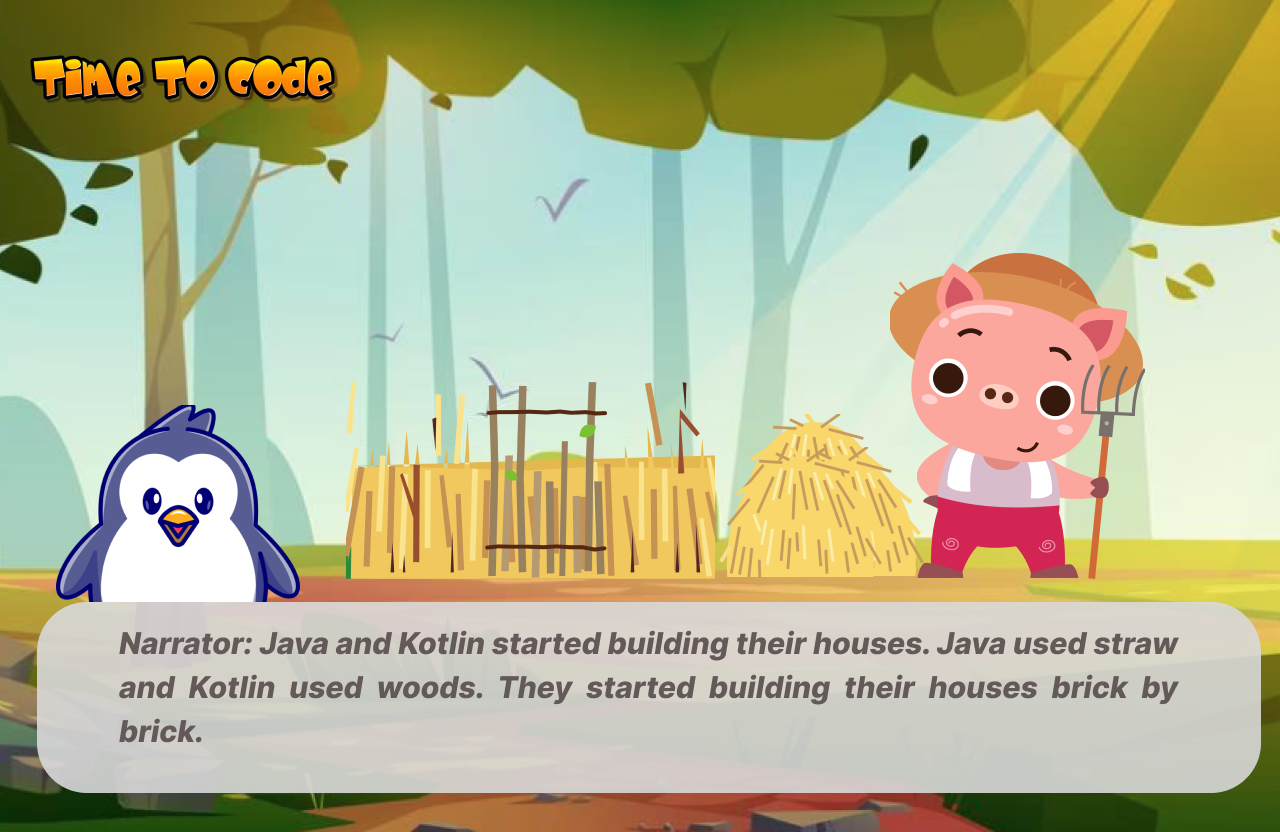 Time To Code
Narrator: Java and Kotlin started building their houses. Java used straw
and Kotlin used woods. They started building their houses brick by
brick.